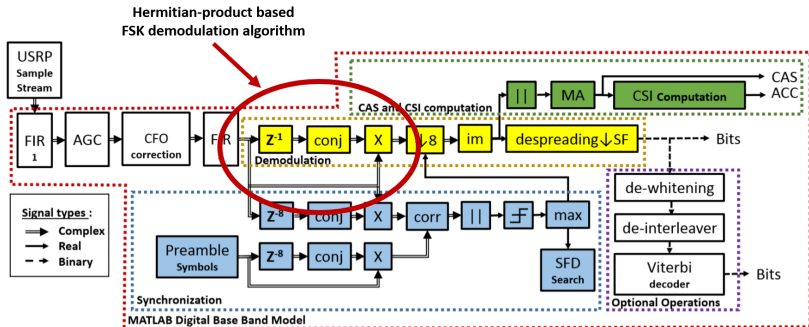 Hermitian-product based
FSK demodulation algorithm
USRP
Sample
Stream
FIR
1
AGC
CFO
correction
Z-1
conj
X
↓8
im
despreading ↓SF
Demodulation
CAS and CSI computation
||
MA
CSI Computation
CAS
ACC
Bits
Z-8
conj
X
corr
||
max
Preamble
Symbols
Z-8
conj
X
SFD
Search
Synchronization
de-whitening
de-interleaver
Viterbi
decoder
Bits
Optional Operations
Signal types :
Complex
Real
Binary
MATLAB Digital Base Band Model